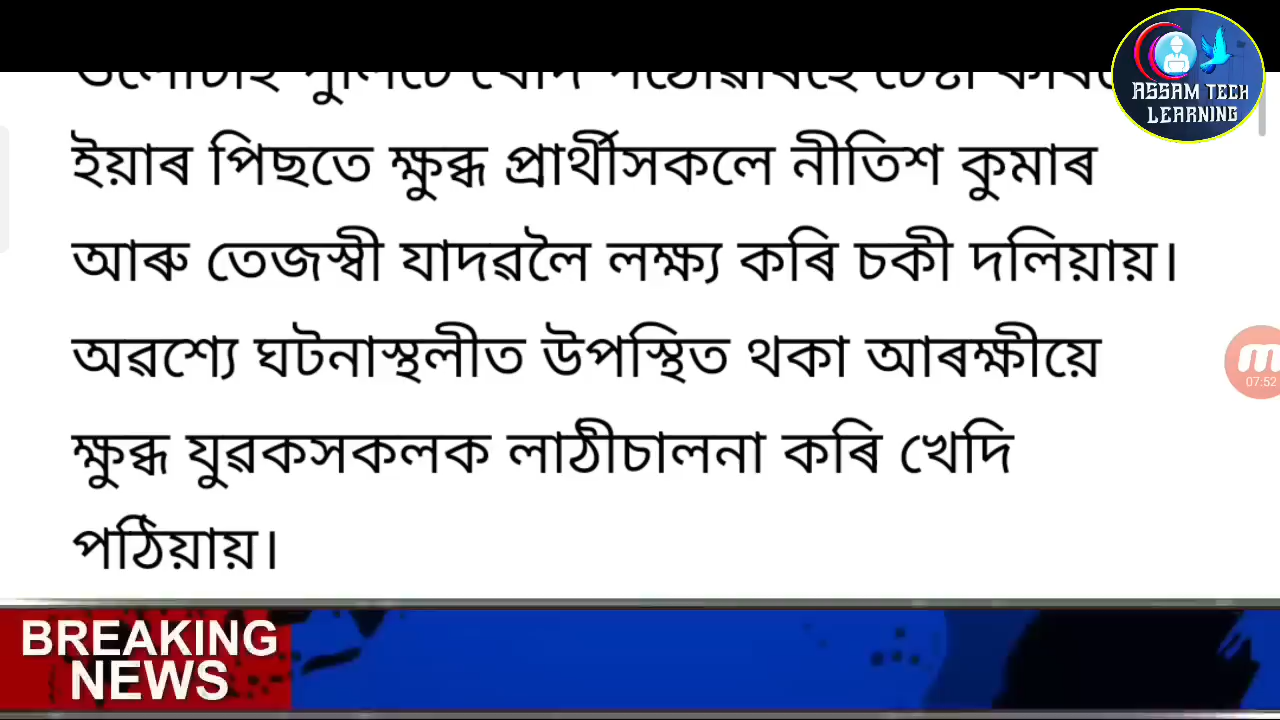 ASSAM TECH
LEARNING
ইয়াৰ পিছতে ক্ষুব্ধ প্ৰাৰ্থীসকলে নীতিশ কুমাৰ
আৰু তেজস্বী যাদৱলৈ লক্ষ্য কৰি চকী দলিয়ায়।
অৱশ্যে ঘটনাস্থলীত উপস্থিত থকা আৰক্ষীয়ে
07:52
ক্ষুব্ধ যুৱকসকলক লাঠীচালনা কৰি খেদি
পঠিয়ায়।
BREAKING
NEWS